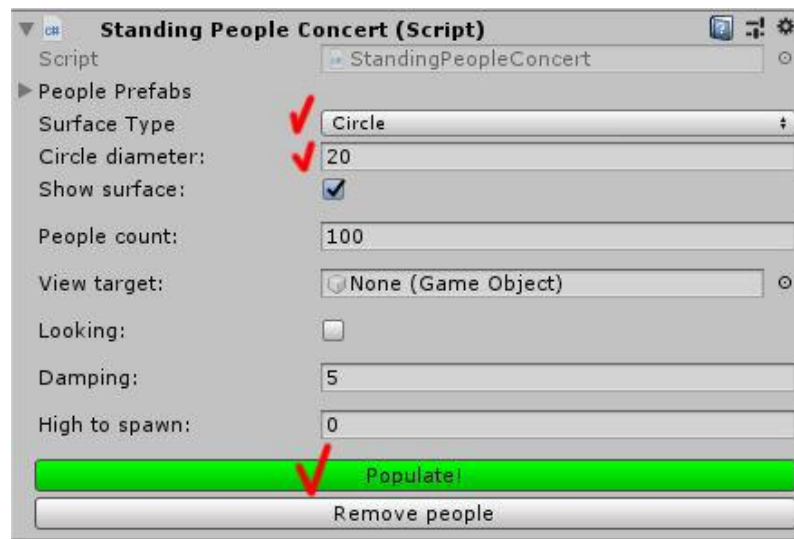 Standing People Concert (Script)
Script StandingPeopleConcert
People Prefabs
Surface Type Circle
Circle diameter: 20
Show surface:
People count: 100
View target: None (Game Object)
Looking:
Damping: 5
High to spawn: 0
Populate!
Remove people